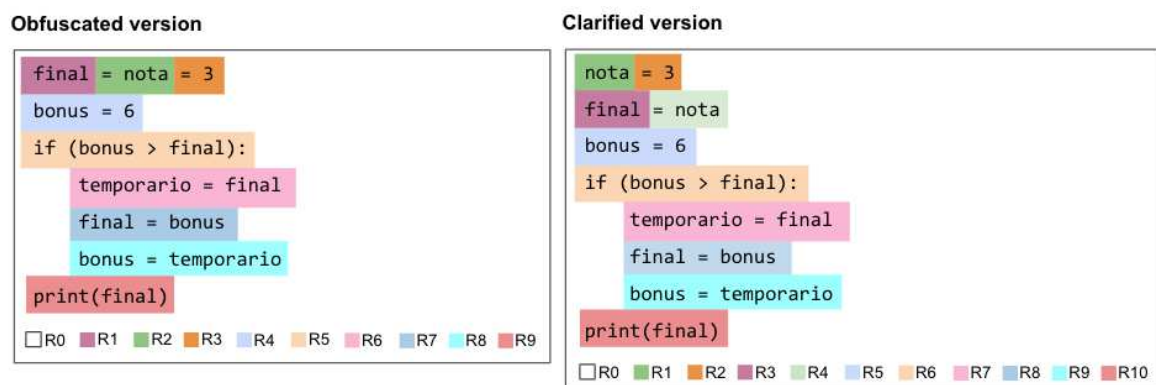 Obfuscated version
final = nota = 3
bonus = 6
if (bonus > final):
temporario = final
final = bonus
bonus = temporario
print(final)
R0 R1 R2 R3 R4 R5 R6 R7 R8 R9
Clarified version
nota = 3
final = nota
bonus = 6
if (bonus > final):
temporario = final
final = bonus
bonus = temporario
print(final)
R0 R1 R2 R3 R4 R5 R6 R7 R8 R9 R10